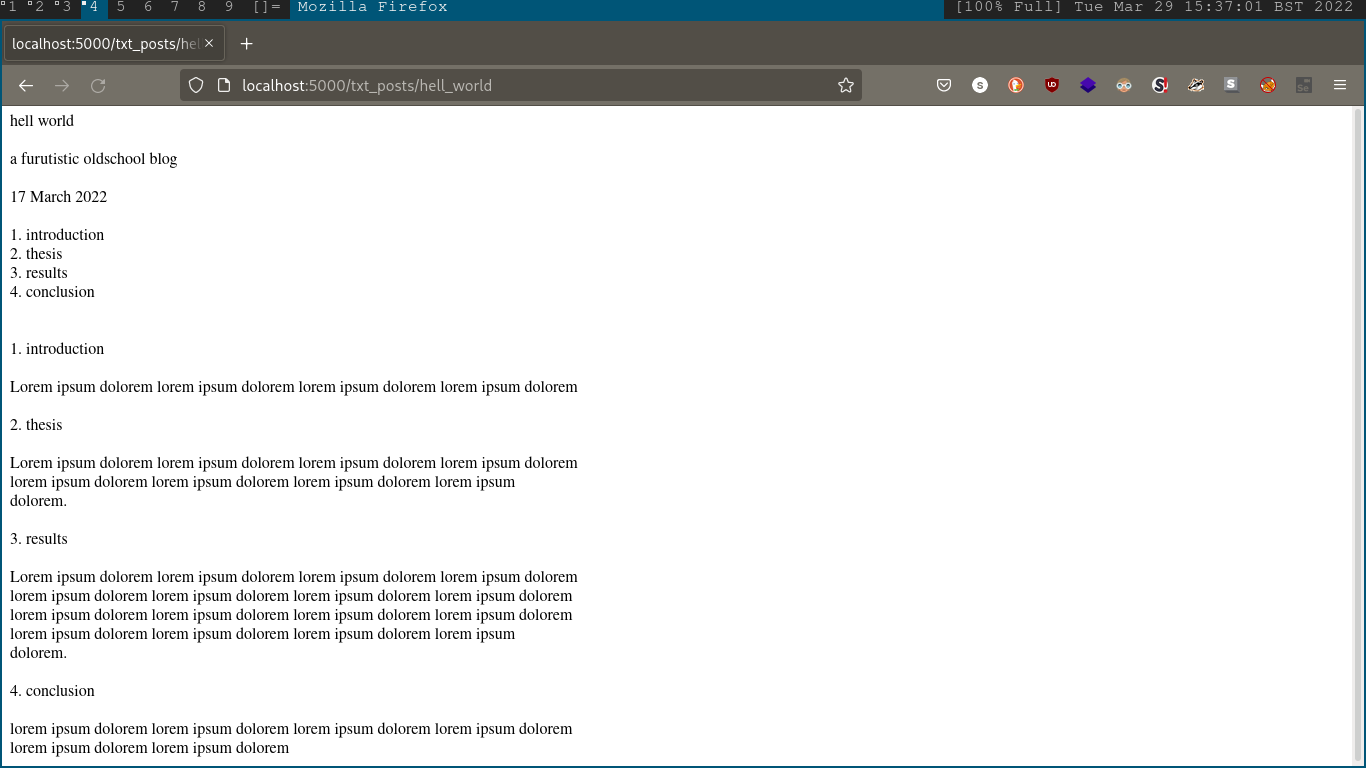 1 2 3 4 5 6 7 8 9 []= Mozilla Firefox [100% Full] Tue Mar 29 15:37:01 BST 2022
localhost:5000/txt_posts/hel
localhost:5000/txt_posts/hell_world
hell world
a furutistic oldschool blog
17 March 2022
1. introduction
2. thesis
3. results
4. conclusion
1. introduction
Lorem ipsum dolorem lorem ipsum dolorem lorem ipsum dolorem lorem ipsum dolorem
2. thesis
Lorem ipsum dolorem lorem ipsum dolorem lorem ipsum dolorem lorem ipsum dolorem
lorem ipsum dolorem lorem ipsum dolorem lorem ipsum dolorem lorem ipsum
dolorem.
3. results
Lorem ipsum dolorem lorem ipsum dolorem lorem ipsum dolorem lorem ipsum dolorem
lorem ipsum dolorem lorem ipsum dolorem lorem ipsum dolorem lorem ipsum dolorem
lorem ipsum dolorem lorem ipsum dolorem lorem ipsum dolorem lorem ipsum dolorem
lorem ipsum dolorem lorem ipsum dolorem lorem ipsum dolorem lorem ipsum
dolorem.
4. conclusion
lorem ipsum dolorem lorem ipsum dolorem lorem ipsum dolorem lorem ipsum dolorem
lorem ipsum dolorem lorem ipsum dolorem